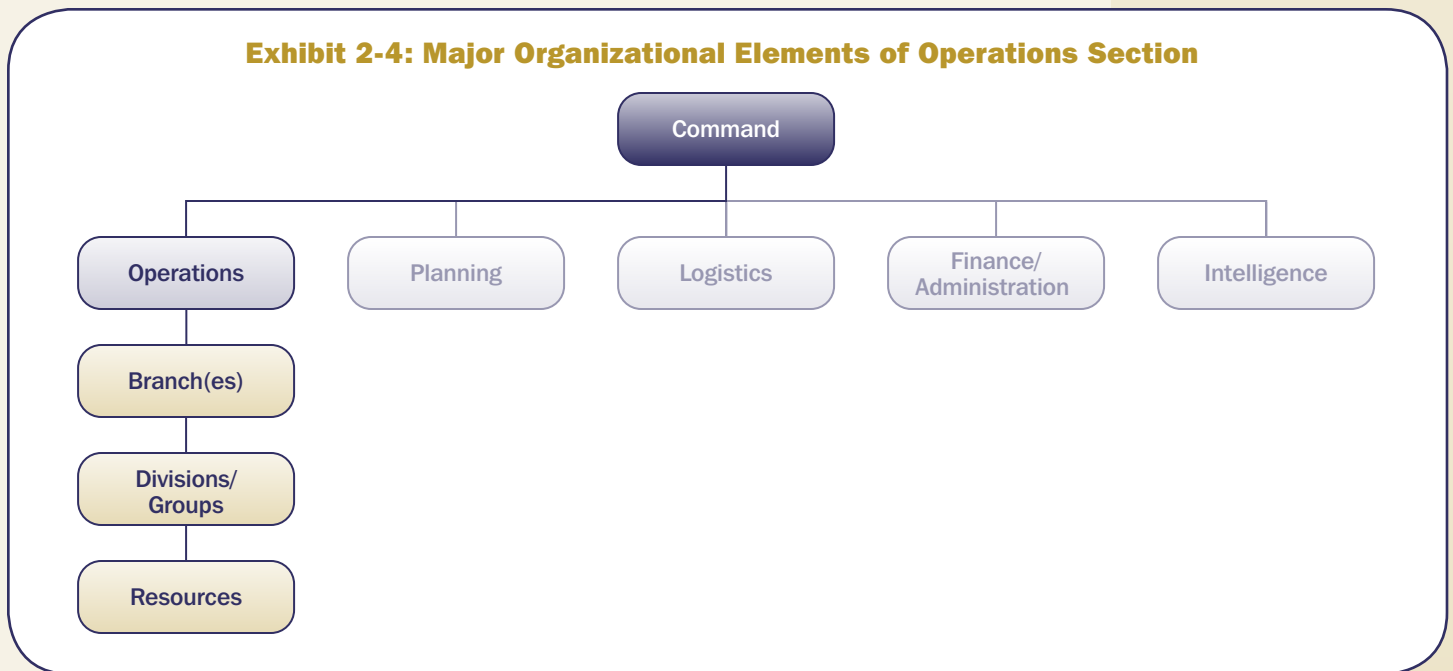 Exhibit 2-4: Major Organizational Elements of Operations Section
Command
Operations
Planning
Logistics
Finance/
Administration
Intelligence
Branch(es)
Divisions/
Groups
Resources